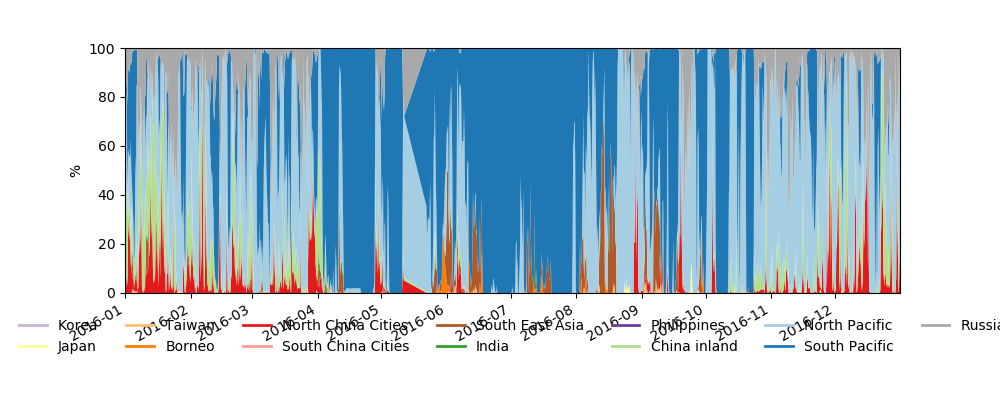 100
80
60
40
20
0
%
2016-01 2016-02 2016-03 2016-04 2016-05 2016-06 2016-07 2016-08 2016-09 2016-10 2016-11 2016-12
Korea Taiwan North China Cities South East Asia Philippines North Pacific Russia
Japan Borneo South China Cities India China inland South Pacific